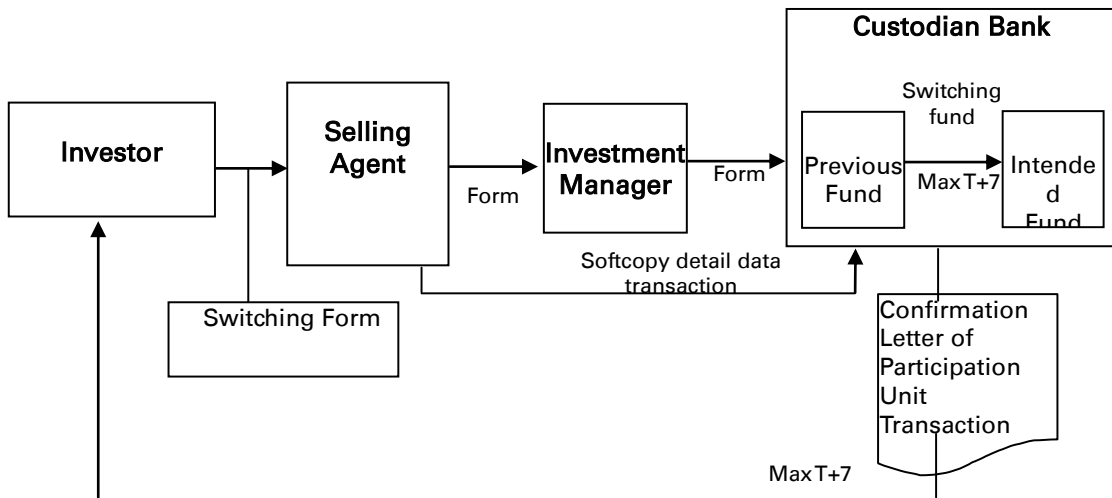 Custodian Bank
Investor
Selling
Agent
Form
Investment
Manager
Form
Switching
fund
Previous
Fund
MaxT+7
Intende
d
Fund
Softcopy detail data
transaction
Switching Form
Confirmation
Letter of
Participation
Unit
Transaction
MaxT+7